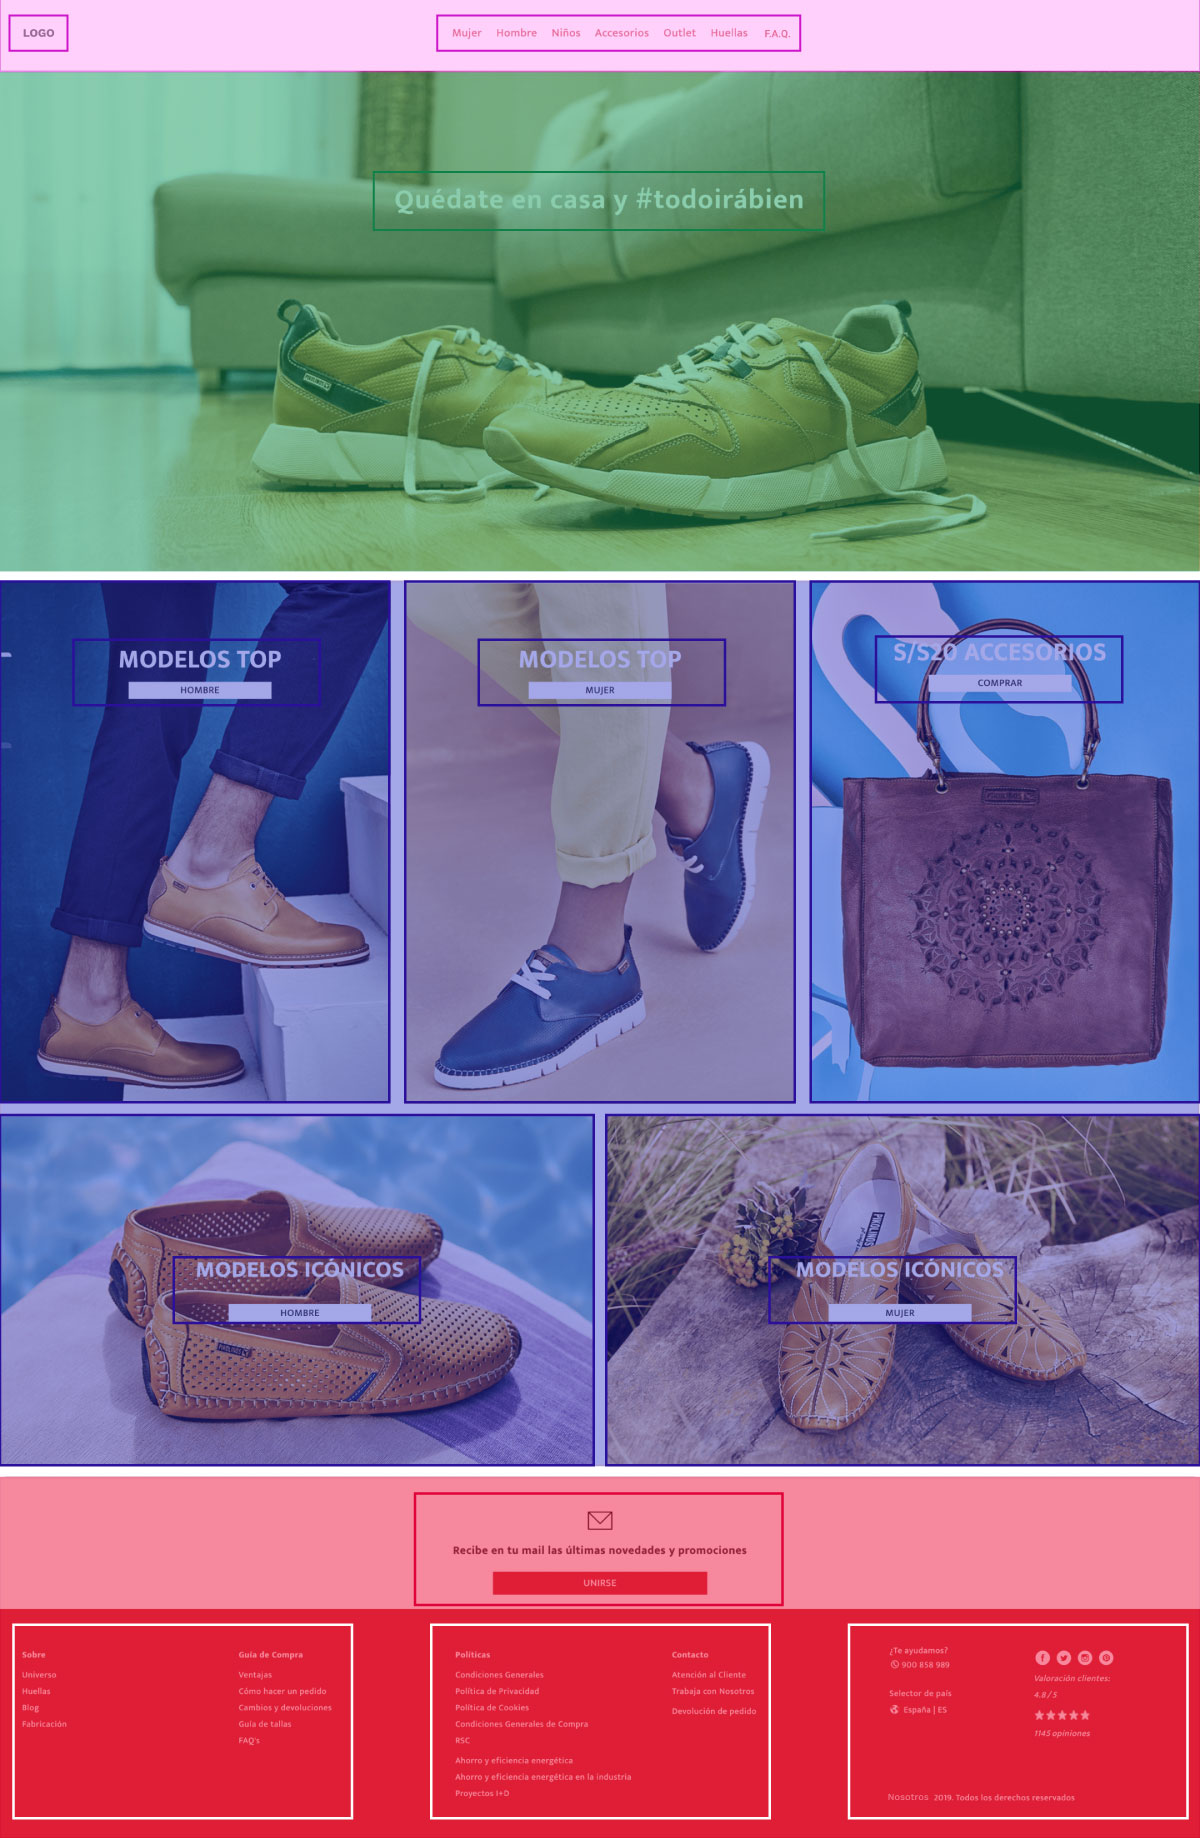 LOGO
Mujer Hombre Niños Accesorios Outlet Huellas F.A.Q.
Quédate en casa y #todoirábien
MODELOS TOP
HOMBRE
MODELOS TOP
MUJER
S/S20 ACCESORIOS
COMPRAR
MODELOS ICÓNICOS
HOMBRE
MODELOS ICÓNICOS
MUJER
PIKOLINOS
Recibe en tu mail las últimas novedades y promociones
UNIRSE
Sobre
Universo
Huellas
Blog
Fabricación
Guía de Compra
Ventajas
Cómo hacer un pedido
Cambios y devoluciones
Guía de tallas
FAQ's
Políticas
Condiciones Generales
Política de Privacidad
Política de Cookies
Condiciones Generales de Compra
RSC
Ahorro y eficiencia energética
Ahorro y eficiencia energética en la industria
Proyectos I+D
Contacto
Atención al Cliente
Trabaja con Nosotros
Devolución de pedido
¿Te ayudamos?
900 858 989
Selector de país
España | ES
Valoración clientes:
4.8 / 5
1145 opiniones
Nosotros 2019. Todos los derechos reservados